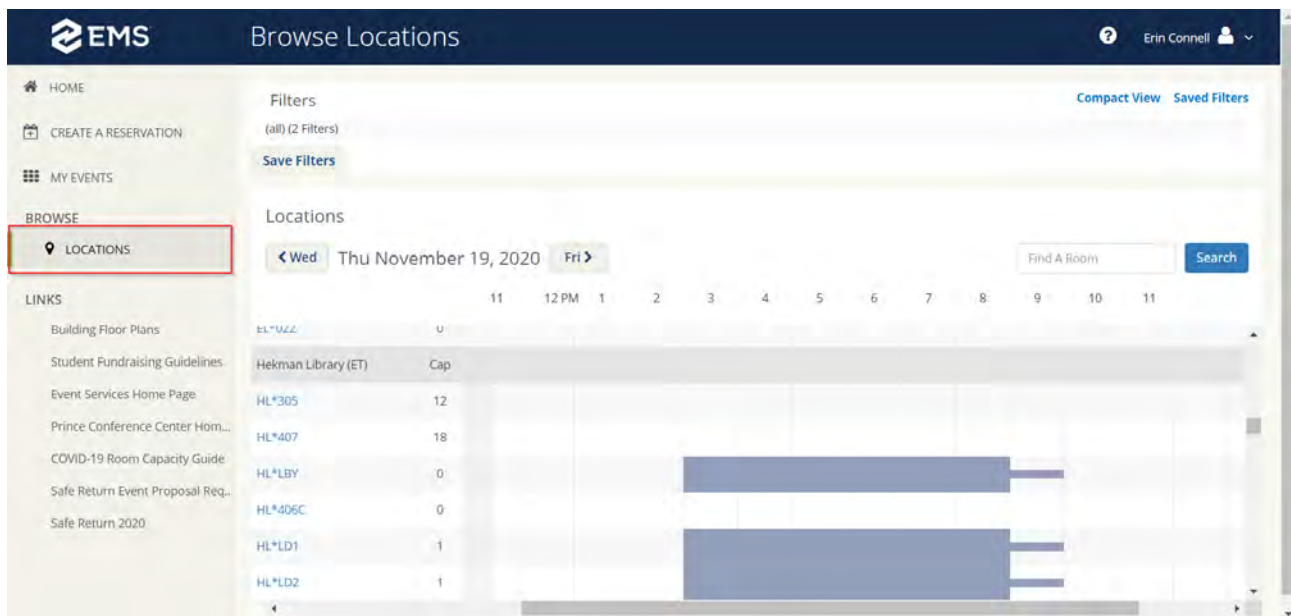 EMS
Browse Locations
Erin Connell
HOME
CREATE A RESERVATION
MY EVENTS
BROWSE
LOCATIONS
LINKS
Building Floor Plans
Student Fundraising Guidelines
Event Services Home Page
Prince Conference Center Hom...
COVID-19 Room Capacity Guide
Safe Return Event Proposal Req...
Safe Return 2020
Filters
Compact View Saved Filters
(all) (2 Filters)
Save Filters
Locations
Wed Thu November 19, 2020 Fri
Find A Room Search
11 12 PM 1 2 3 4 5 6 7 8 9 10 11
Hekman Library (ET) Cap
HL*305 12
HL*407 18
HL*LBY 0
HL*406C 0
HL*LD1 1
HL*LD2 1